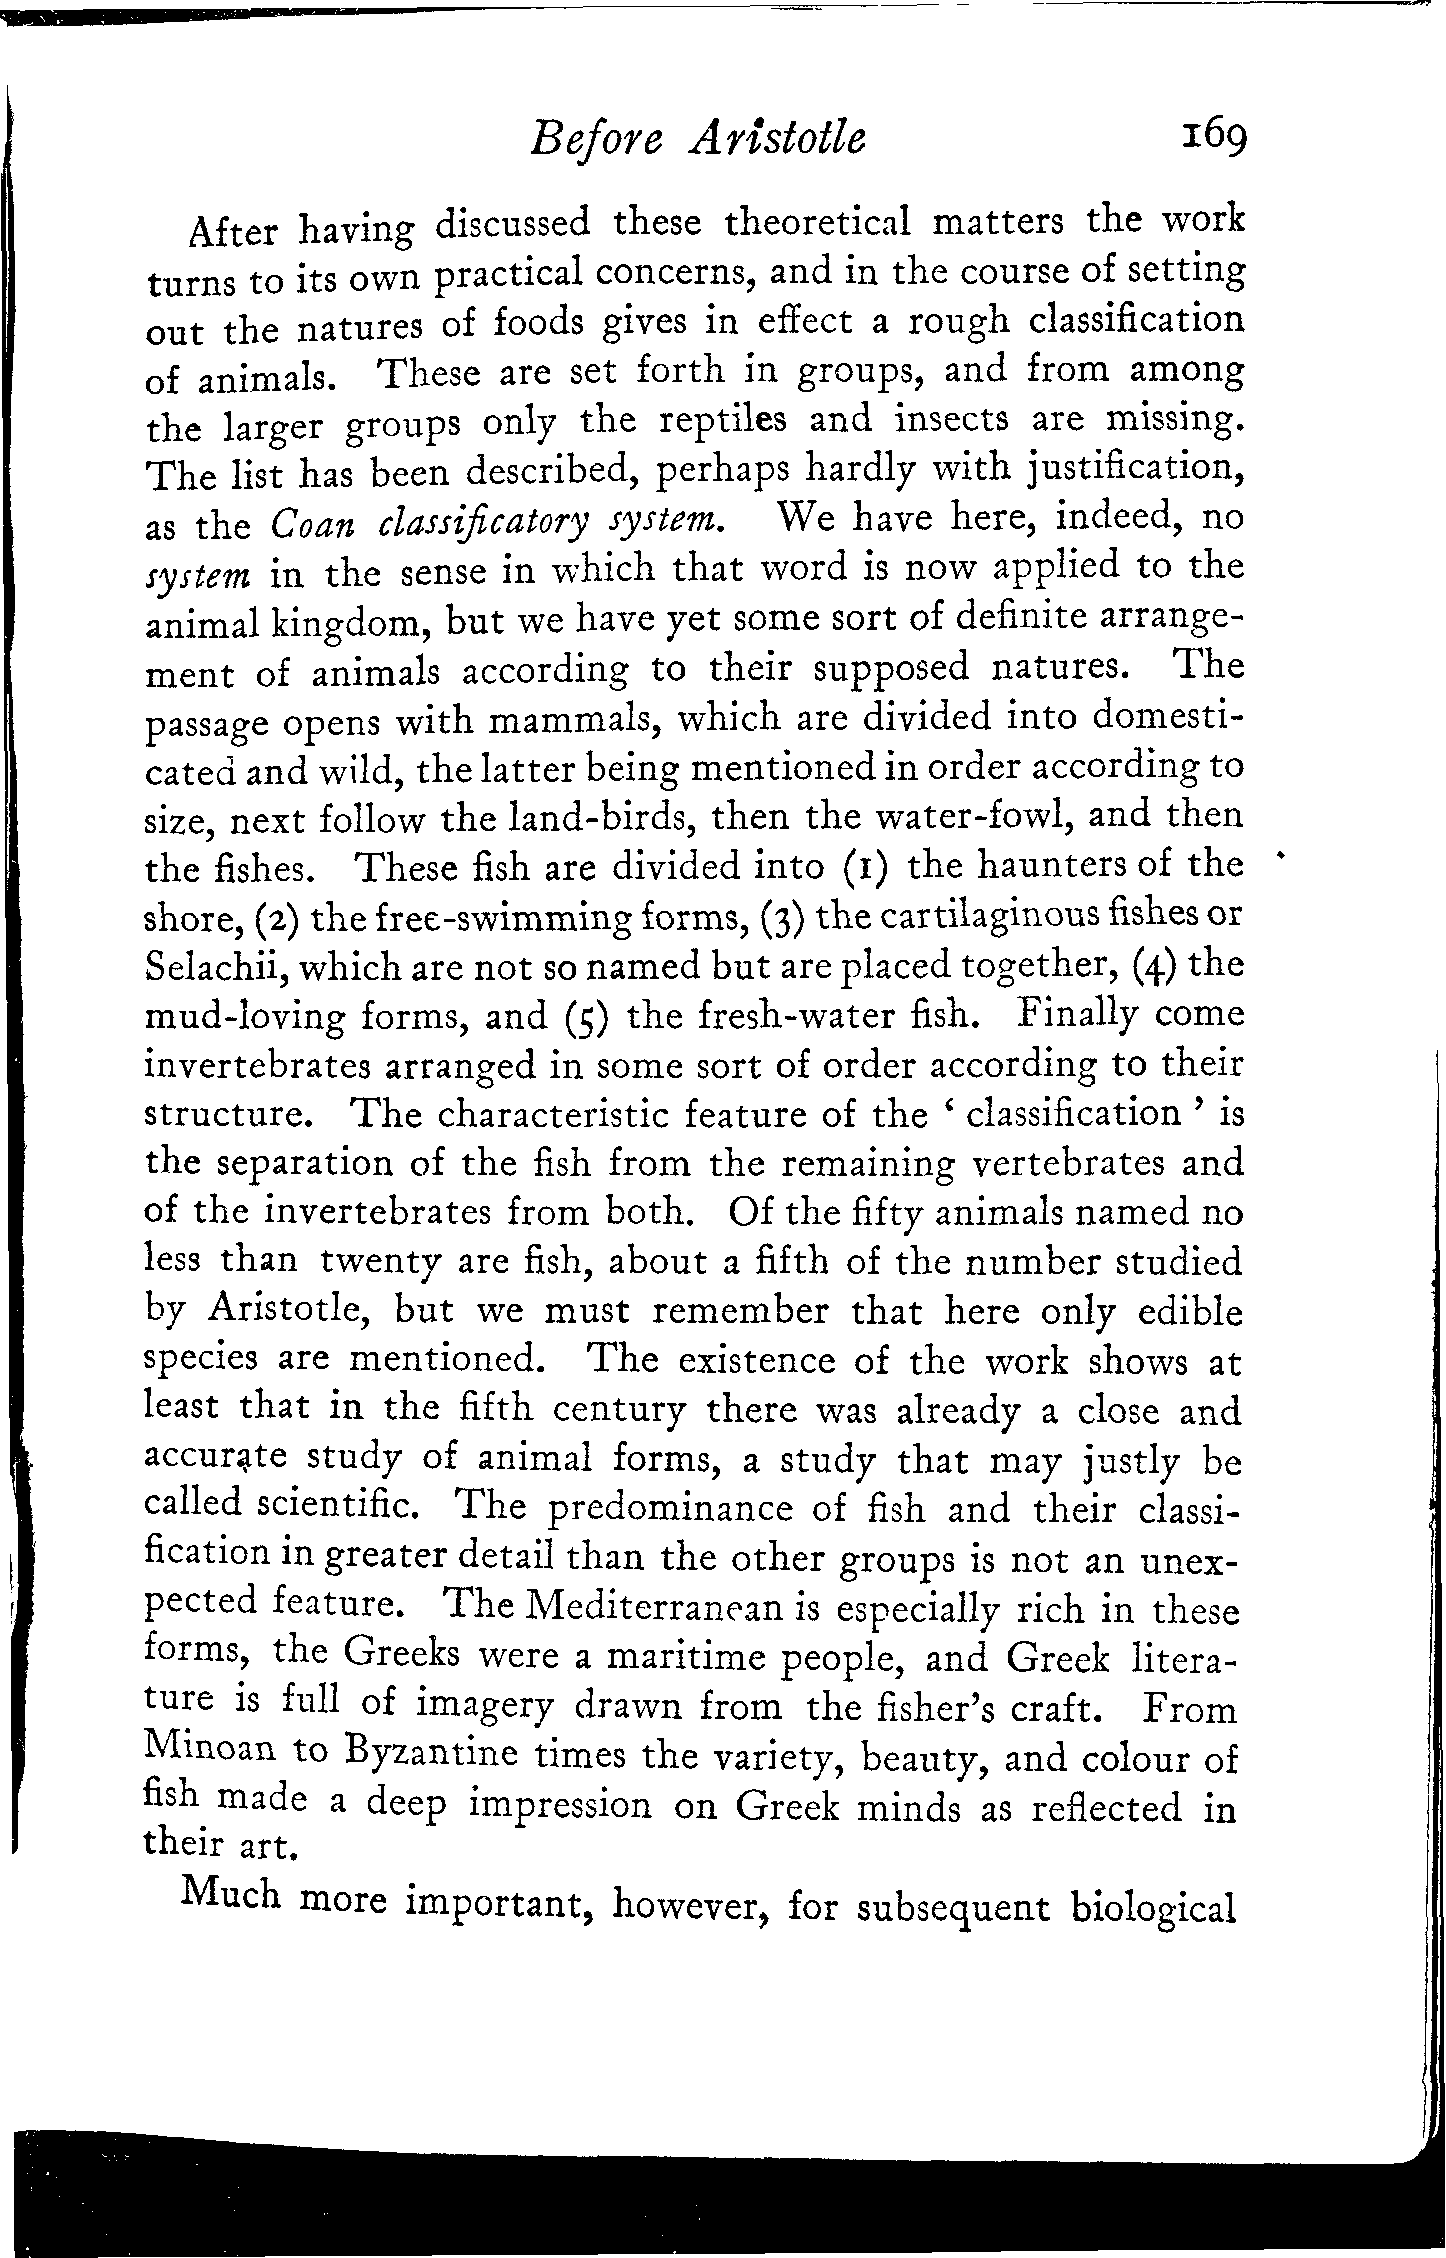 Before Aristotle 169
After having discussed these theoretical matters the work
turns to its own practical concerns, and in the course of setting
out the natures of foods gives in effect a rough classification
of animals. These are set forth in groups, and from among
the larger groups only the reptiles and insects are missing.
The list has been described, perhaps hardly with justification,
as the Coan classificatory system. We have here, indeed, no
system in the sense in which that word is now applied to the
animal kingdom, but we have yet some sort of definite arrange-
ment of animals according to their supposed natures. The
passage opens with mammals, which are divided into domesti-
cated and wild, the latter being mentioned in order according to
size, next follow the land-birds, then the water-fowl, and then
the fishes. These fish are divided into (1) the haunters of the
shore, (2) the free-swimming forms, (3) the cartilaginous fishes or
Selachii, which are not so named but are placed together, (4) the
mud-loving forms, and (5) the fresh-water fish. Finally come
invertebrates arranged in some sort of order according to their
structure. The characteristic feature of the ‘ classification ’ is
the separation of the fish from the remaining vertebrates and
of the invertebrates from both. Of the fifty animals named no
less than twenty are fish, about a fifth of the number studied
by Aristotle, but we must remember that here only edible
species are mentioned. The existence of the work shows at
least that in the fifth century there was already a close and
accurate study of animal forms, a study that may justly be
called scientific. The predominance of fish and their classi-
fication in greater detail than the other groups is not an unex-
pected feature. The Mediterranean is especially rich in these
forms, the Greeks were a maritime people, and Greek litera-
ture is full of imagery drawn from the fisher’s craft. From
Minoan to Byzantine times the variety, beauty, and colour of
fish made a deep impression on Greek minds as reflected in
their art.
Much more important, however, for subsequent biological